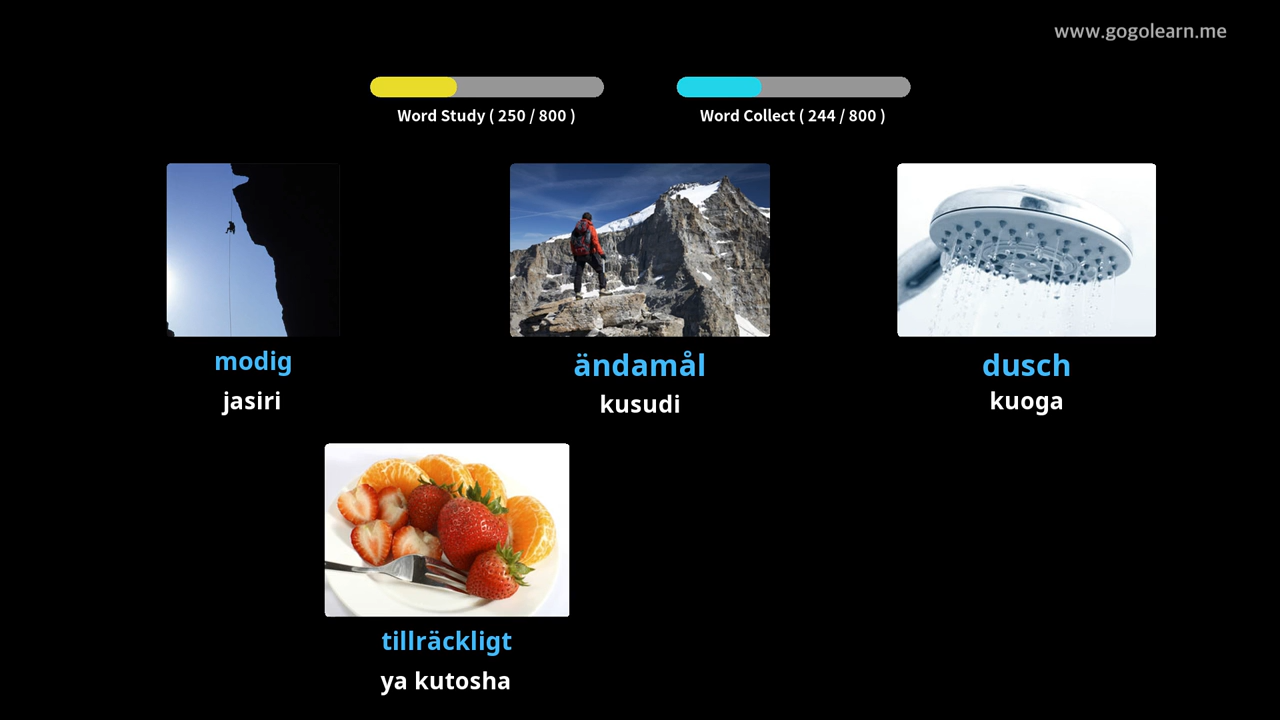 www.gogolearn.me
Word Study ( 250 / 800 )
Word Collect ( 244 / 800 )
modig
jasiri
ändamål
kusudi
dusch
kuoga
tillräckligt
ya kutosha